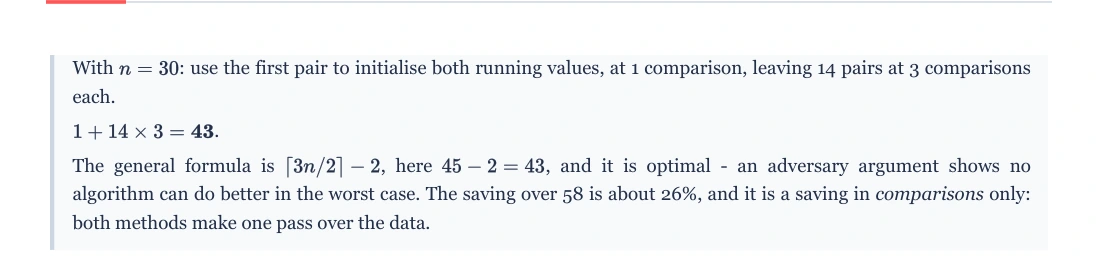 With n = 30: use the first pair to initialise both running values, at 1 comparison, leaving 14 pairs at 3 comparisons
each.
1 + 14 × 3 = 43.
The general formula is ⌈3n/2⌉ − 2, here 45 − 2 = 43, and it is optimal - an adversary argument shows no
algorithm can do better in the worst case. The saving over 58 is about 26%, and it is a saving in comparisons only:
both methods make one pass over the data.